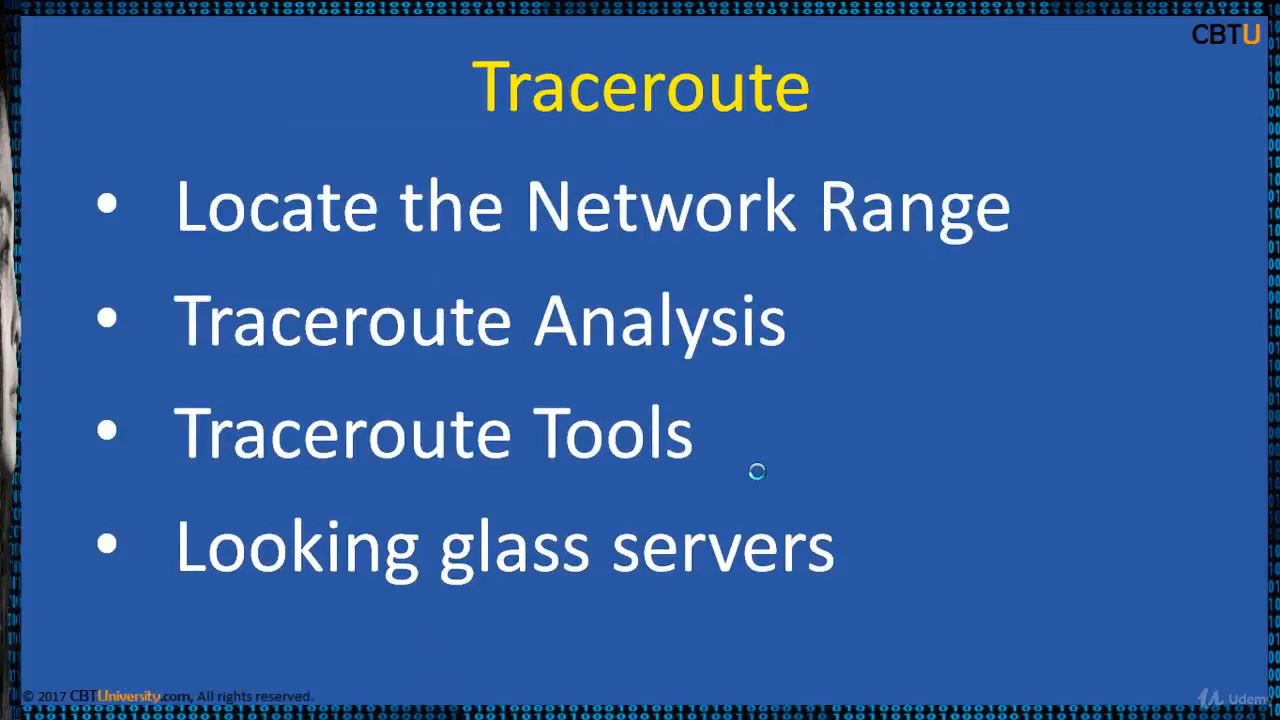 CBTU
Traceroute
• Locate the Network Range
• Traceroute Analysis
• Traceroute Tools
• Looking glass servers
© 2017 CBTUniversity.com, All rights reserved.
Udemy